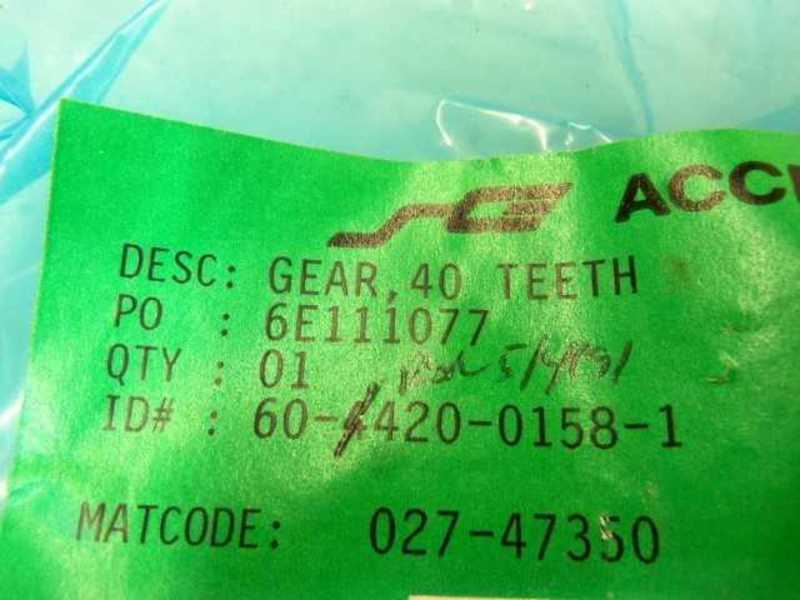 ACC
DESC: GEAR,40 TEETH
PO : 6E111077
QTY : 01
ID# : 60-4420-0158-1
MATCODE: 027-47350